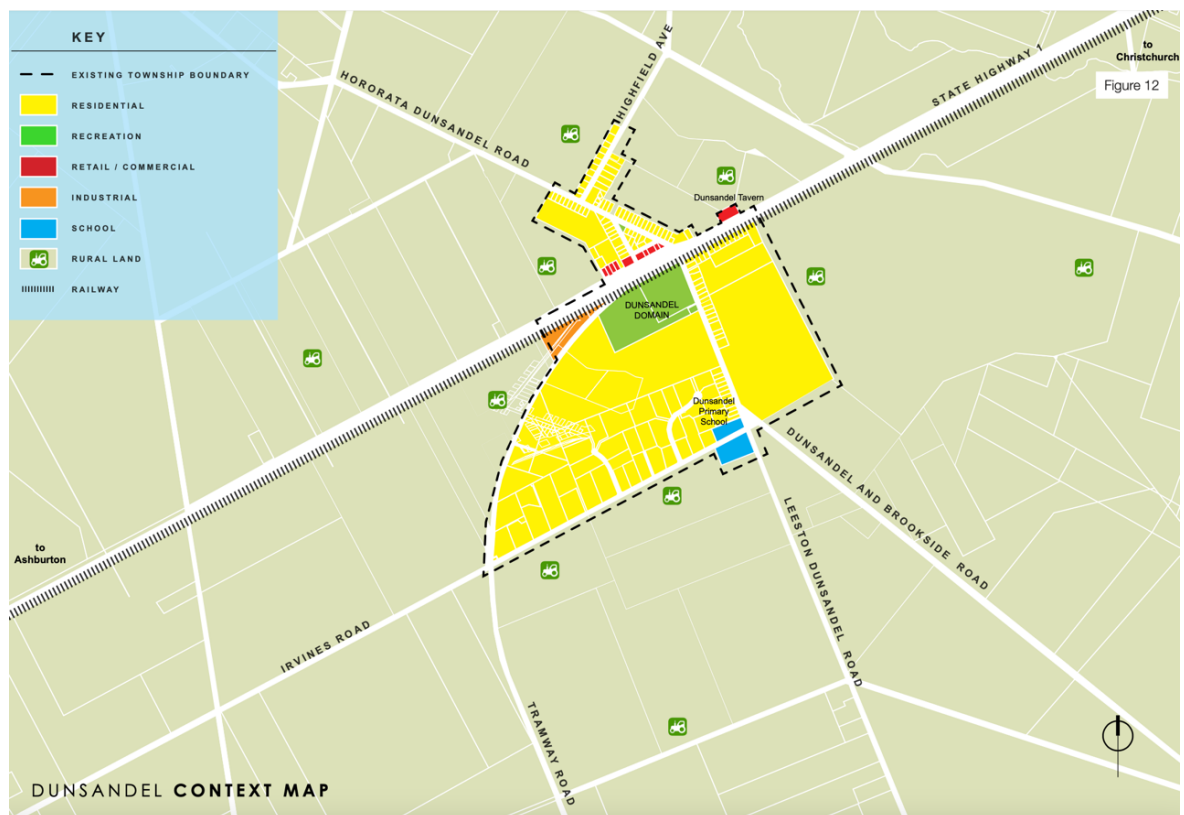 KEY
EXISTING TOWNSHIP BOUNDARY
RESIDENTIAL
RECREATION
RETAIL / COMMERCIAL
INDUSTRIAL
SCHOOL
RURAL LAND
RAILWAY
to
Christchurch
Figure 12
STATE HIGHWAY 1
HIGHFIELD AVE
HORORATA DUNSANDEL ROAD
Dunsandel Tavern
DUNSANDEL
DOMAIN
Dunsandel
Primary
School
DUNSANDEL AND BROOKSIDE ROAD
LEESTON DUNSANDEL ROAD
to
Ashburton
IRVINES ROAD
TRAMWAY ROAD
DUNSANDEL CONTEXT MAP